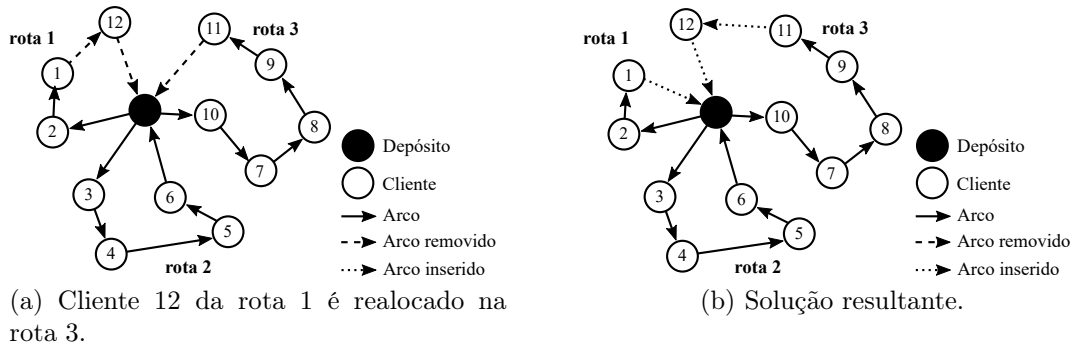 12
11
rota 1
rota 3
1
9
2
10
8
7
3
6
4
5
rota 2
Depósito
Cliente
Arco
Arco removido
Arco inserido
(a) Cliente 12 da rota 1 é realocado na
rota 3.
12
11
rota 1
rota 3
1
9
2
10
8
7
3
6
4
5
rota 2
Depósito
Cliente
Arco
Arco removido
Arco inserido
(b) Solução resultante.